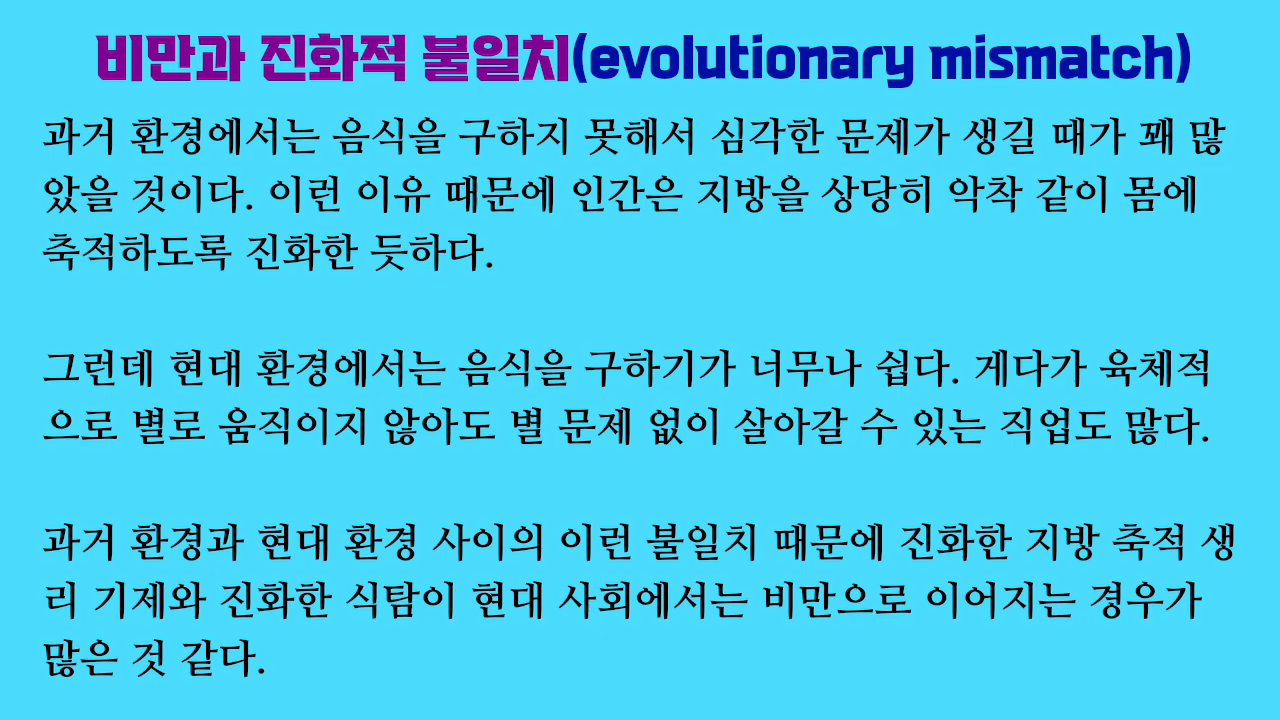 비만과 진화적 불일치(evolutionary mismatch)
과거 환경에서는 음식을 구하지 못해서 심각한 문제가 생길 때가 꽤 많
았을 것이다. 이런 이유 때문에 인간은 지방을 상당히 악착 같이 몸에
축적하도록 진화한 듯하다.
그런데 현대 환경에서는 음식을 구하기가 너무나 쉽다. 게다가 육체적
으로 별로 움직이지 않아도 별 문제 없이 살아갈 수 있는 직업도 많다.
과거 환경과 현대 환경 사이의 이런 불일치 때문에 진화한 지방 축적 생
리 기제와 진화한 식탐이 현대 사회에서는 비만으로 이어지는 경우가
많은 것 같다.